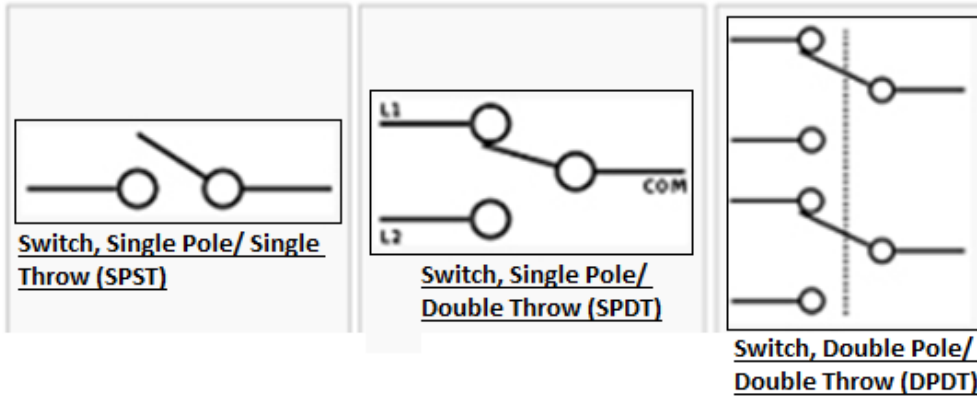 Switch, Single Pole/ Single
Throw (SPST)
L1
COM
L2
Switch, Single Pole/
Double Throw (SPDT)
Switch, Double Pole/
Double Throw (DPDT)